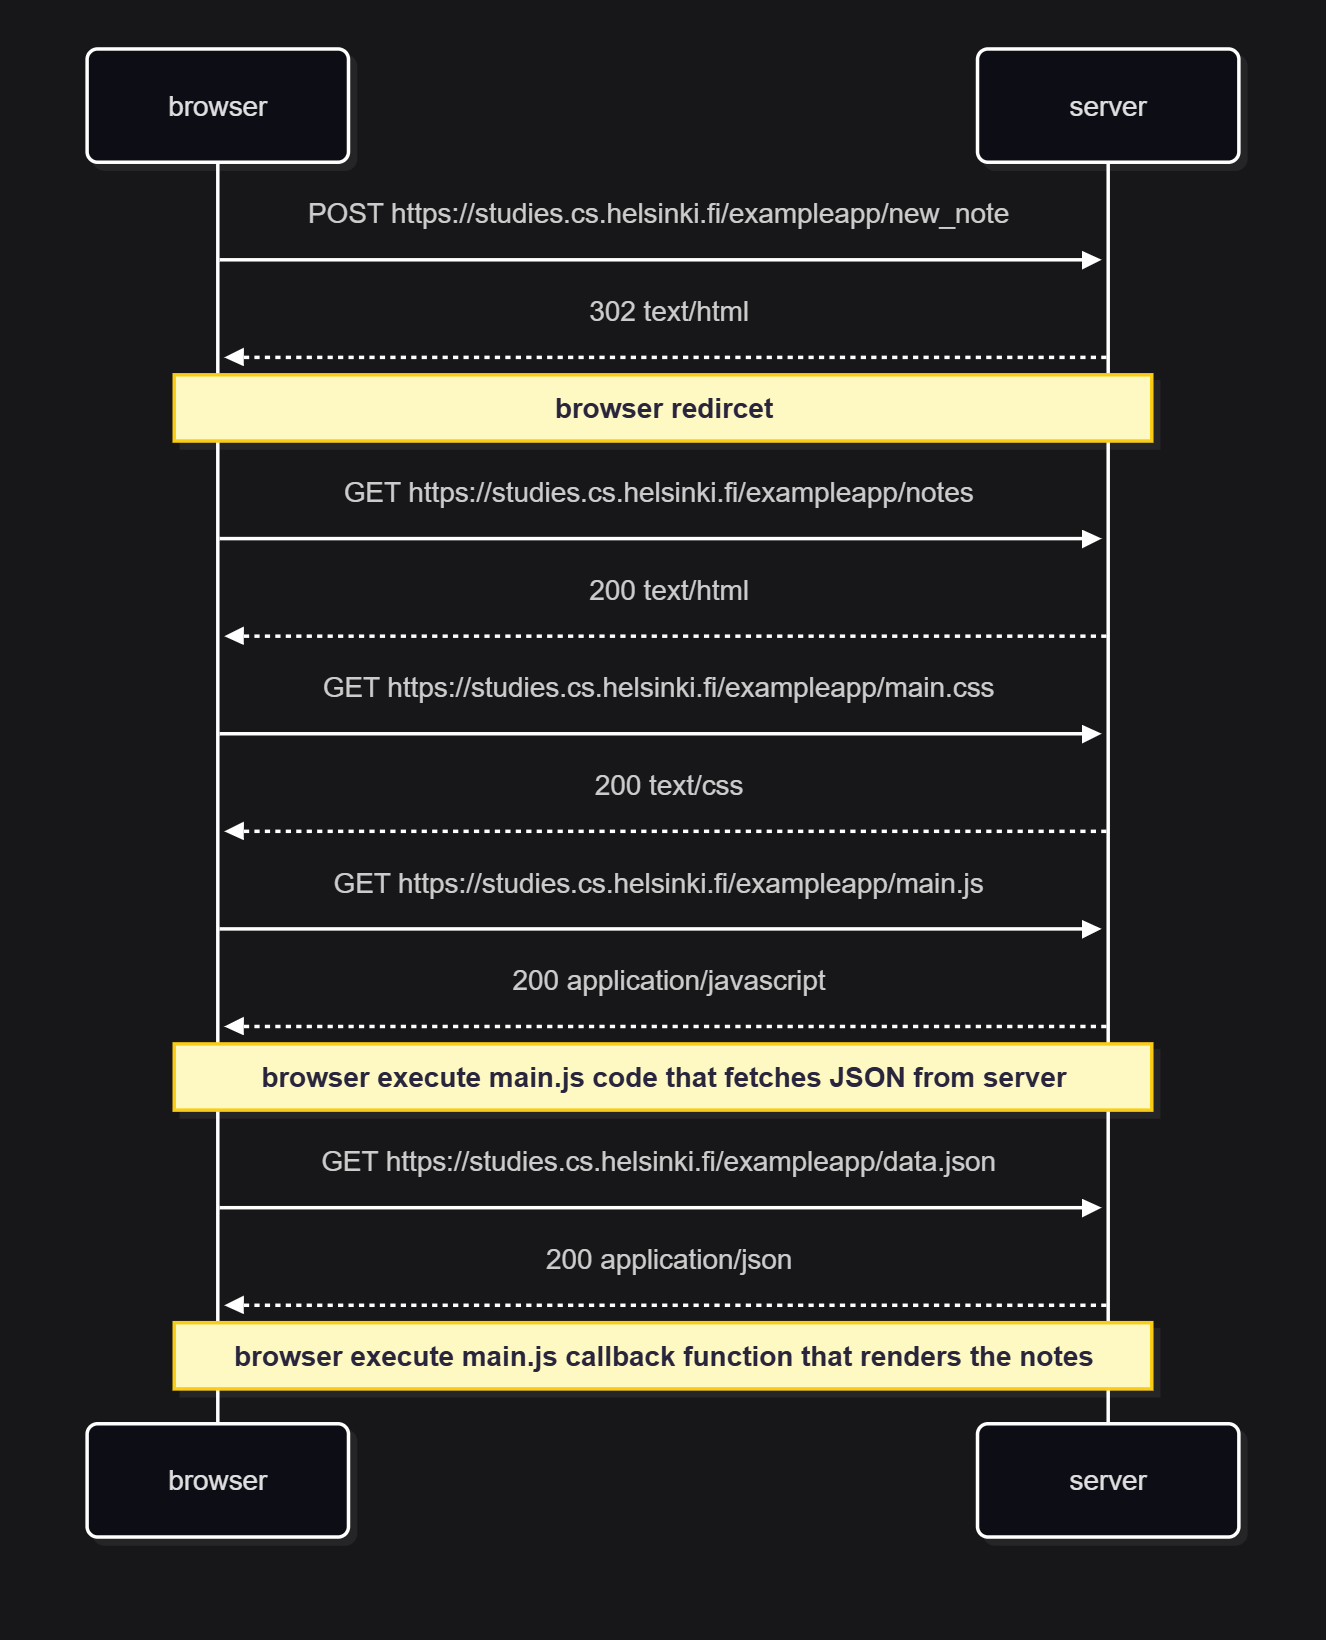 browser
server
POST https://studies.cs.helsinki.fi/exampleapp/new_note
302 text/html
browser redircet
GET https://studies.cs.helsinki.fi/exampleapp/notes
200 text/html
GET https://studies.cs.helsinki.fi/exampleapp/main.css
200 text/css
GET https://studies.cs.helsinki.fi/exampleapp/main.js
200 application/javascript
browser execute main.js code that fetches JSON from server
GET https://studies.cs.helsinki.fi/exampleapp/data.json
200 application/json
browser execute main.js callback function that renders the notes
browser
server